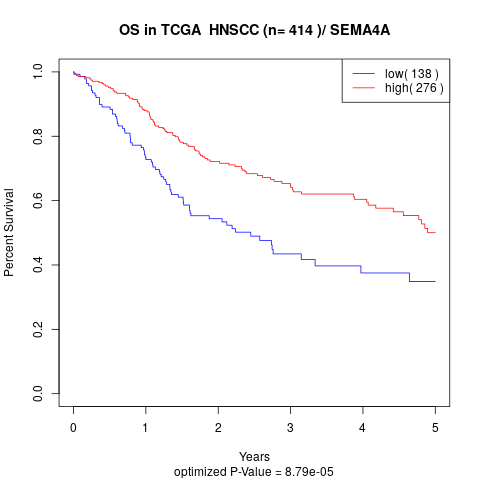 OS in TCGA HNSCC (n= 414 )/ SEMA4A
low( 138 )
high( 276 )
Percent Survival
1.0
0.8
0.6
0.4
0.2
0.0
0 1 2 3 4 5
Years
optimized P-Value = 8.79e-05